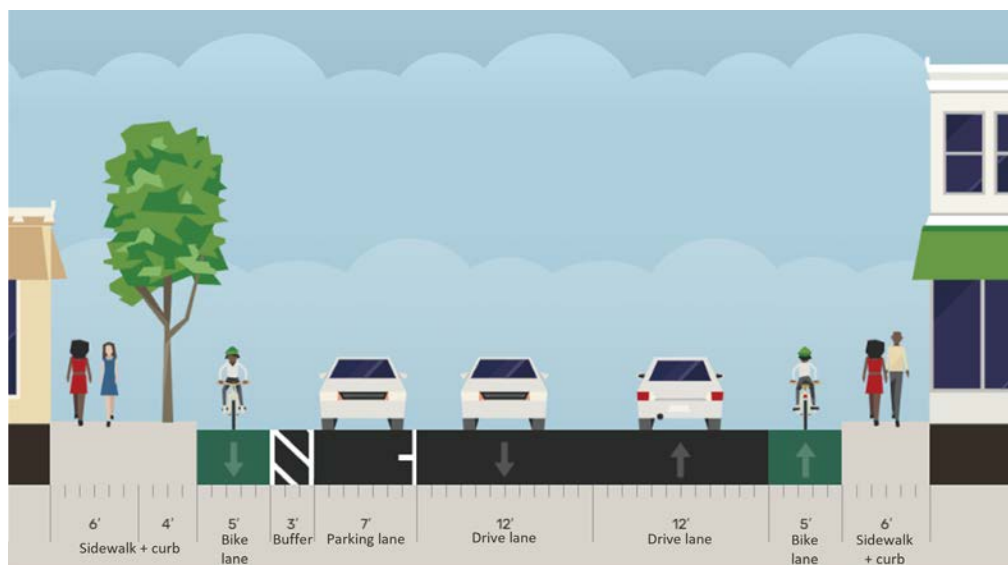 6' 4' 5' 3' 7' 12' 12' 5' 6'
Sidewalk + curb Bike Buffer Parking lane Drive lane Drive lane Bike Sidewalk
lane lane + curb